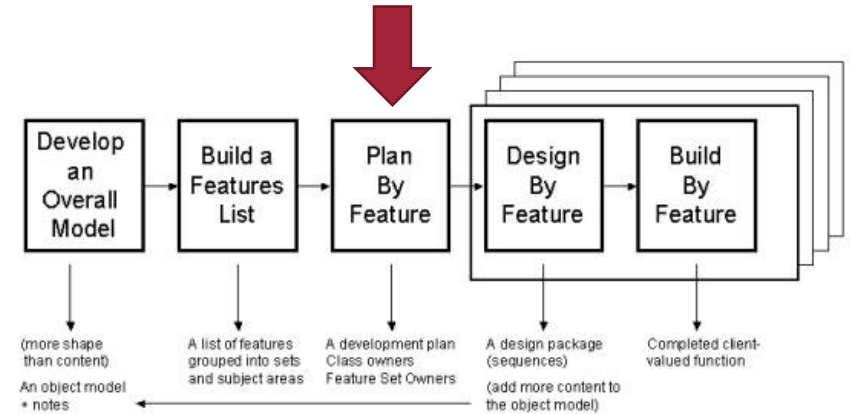 Develop
an
Overall
Model
Build a
Features
List
Plan
By
Feature
Design
By
Feature
Build
By
Feature
(more shape
than content)
An object model
+ notes
A list of features
grouped into sets
and subject areas
A development plan
Class owners
Feature Set Owners
A design package
(sequences)
(add more content to
the object model)
Completed client-
valued function